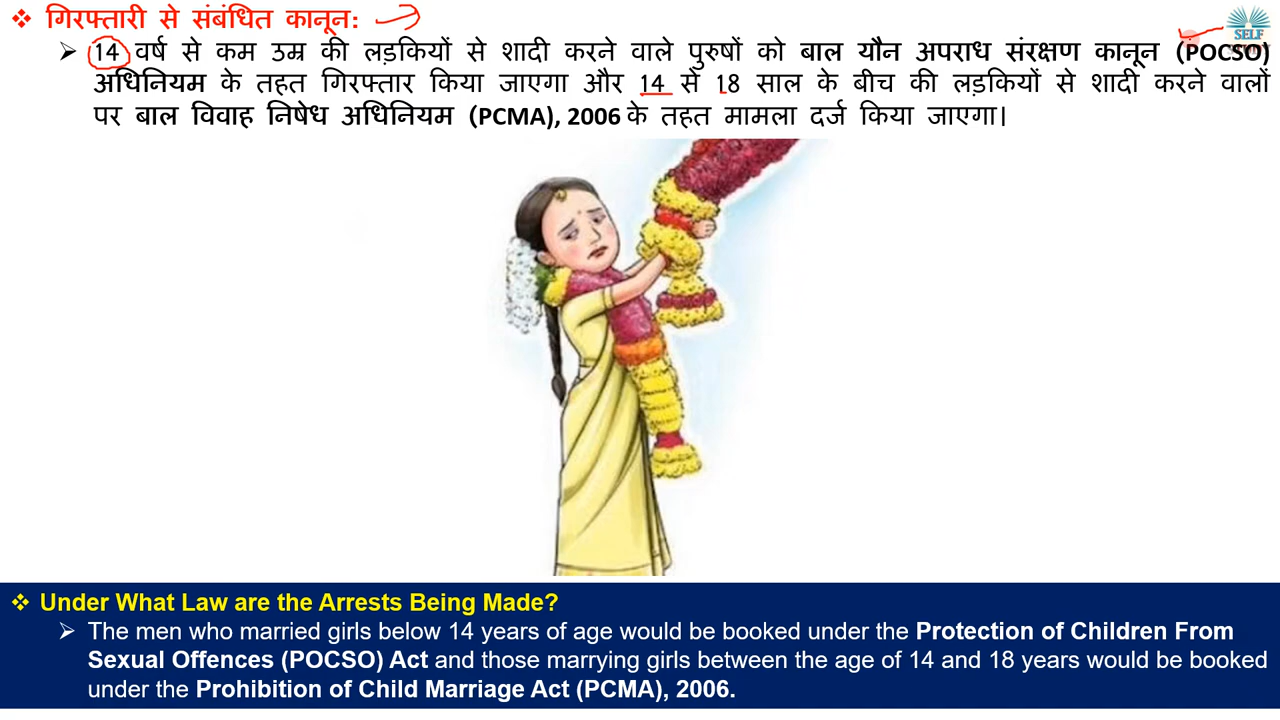 ❖ गिरफ्तारी से संबंधित कानून:
➢ 14 वर्ष से कम उम्र की लड़कियों से शादी करने वाले पुरुषों को बाल यौन अपराध संरक्षण कानून (POCSO)
अधिनियम के तहत गिरफ्तार किया जाएगा और 14 से 18 साल के बीच की लड़कियों से शादी करने वालों
पर बाल विवाह निषेध अधिनियम (PCMA), 2006 के तहत मामला दर्ज किया जाएगा।
SELF
❖ Under What Law are the Arrests Being Made?
➢ The men who married girls below 14 years of age would be booked under the Protection of Children From
Sexual Offences (POCSO) Act and those marrying girls between the age of 14 and 18 years would be booked
under the Prohibition of Child Marriage Act (PCMA), 2006.